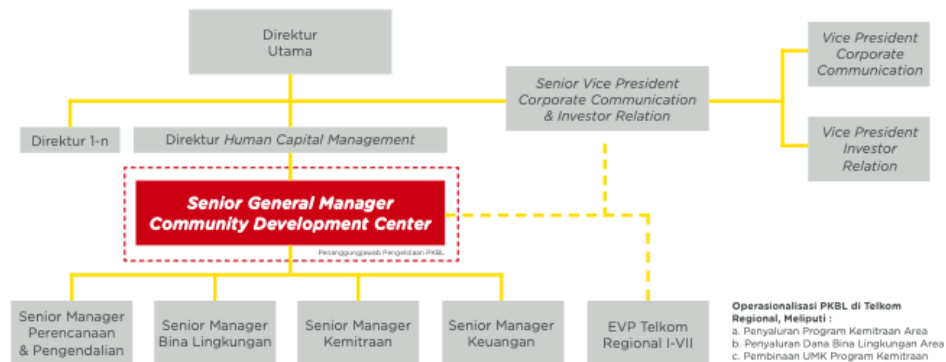 Direktur
Utama
Vice President
Corporate
Communication
Senior Vice President
Corporate Communication
& Investor Relation
Direktur 1-n
Direktur Human Capital Management
Vice President
Investor
Relation
Senior General Manager
Community Development Center
Penanggungjawab Pengelolaan PKBL
Senior Manager
Perencanaan
& Pengendalian
Senior Manager
Bina Lingkungan
Senior Manager
Kemitraan
Senior Manager
Keuangan
EVP Telkom
Regional I-VII
Operasionalisasi PKBL di Telkom
Regional, Meliputi :
a. Penyaluran Program Kemitraan Area
b. Penyaluran Dana Bina Lingkungan Area
c. Pembinaan UMK Program Kemitraan